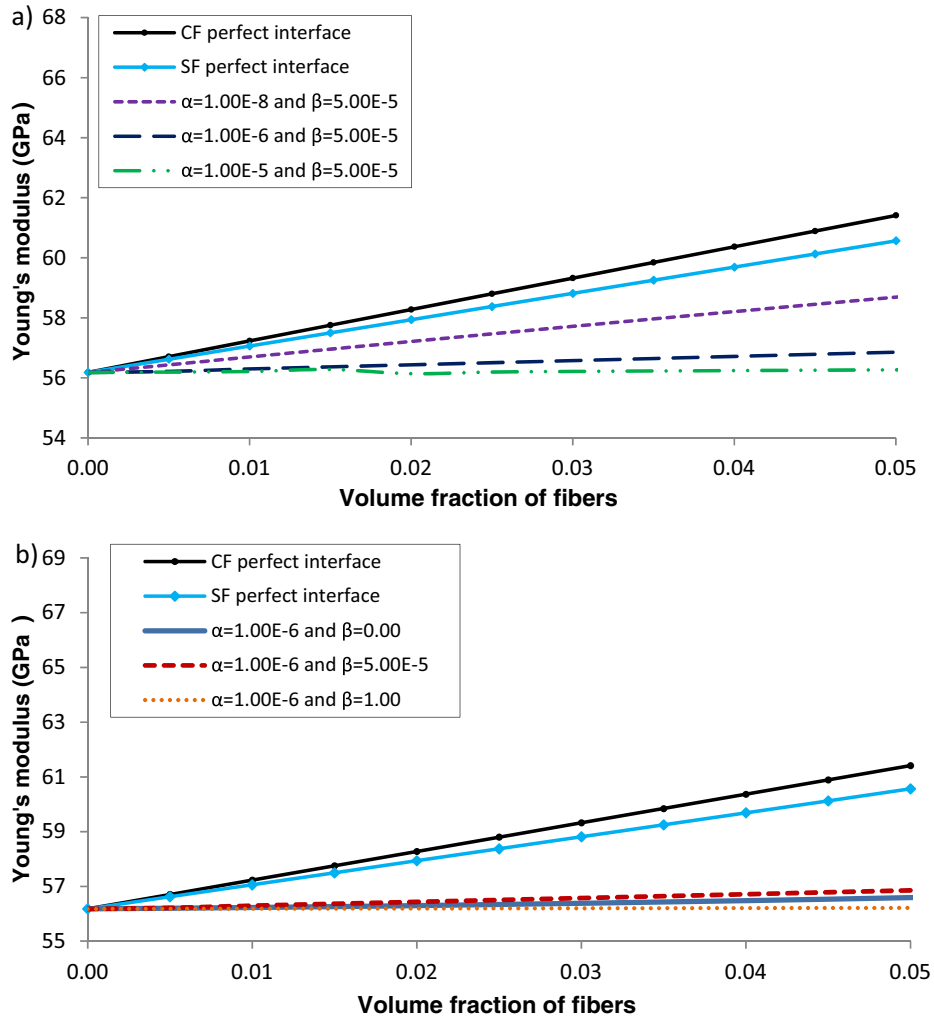 a)
68
66
64
62
60
58
56
54
Young's modulus (GPa)
CF perfect interface
SF perfect interface
α=1.00E-8 and β=5.00E-5
α=1.00E-6 and β=5.00E-5
α=1.00E-5 and β=5.00E-5
0.00 0.01 0.02 0.03 0.04 0.05
Volume fraction of fibers
b)
69
67
65
63
61
59
57
55
Young's modulus (GPa )
CF perfect interface
SF perfect interface
α=1.00E-6 and β=0.00
α=1.00E-6 and β=5.00E-5
α=1.00E-6 and β=1.00
0.00 0.01 0.02 0.03 0.04 0.05
Volume fraction of fibers